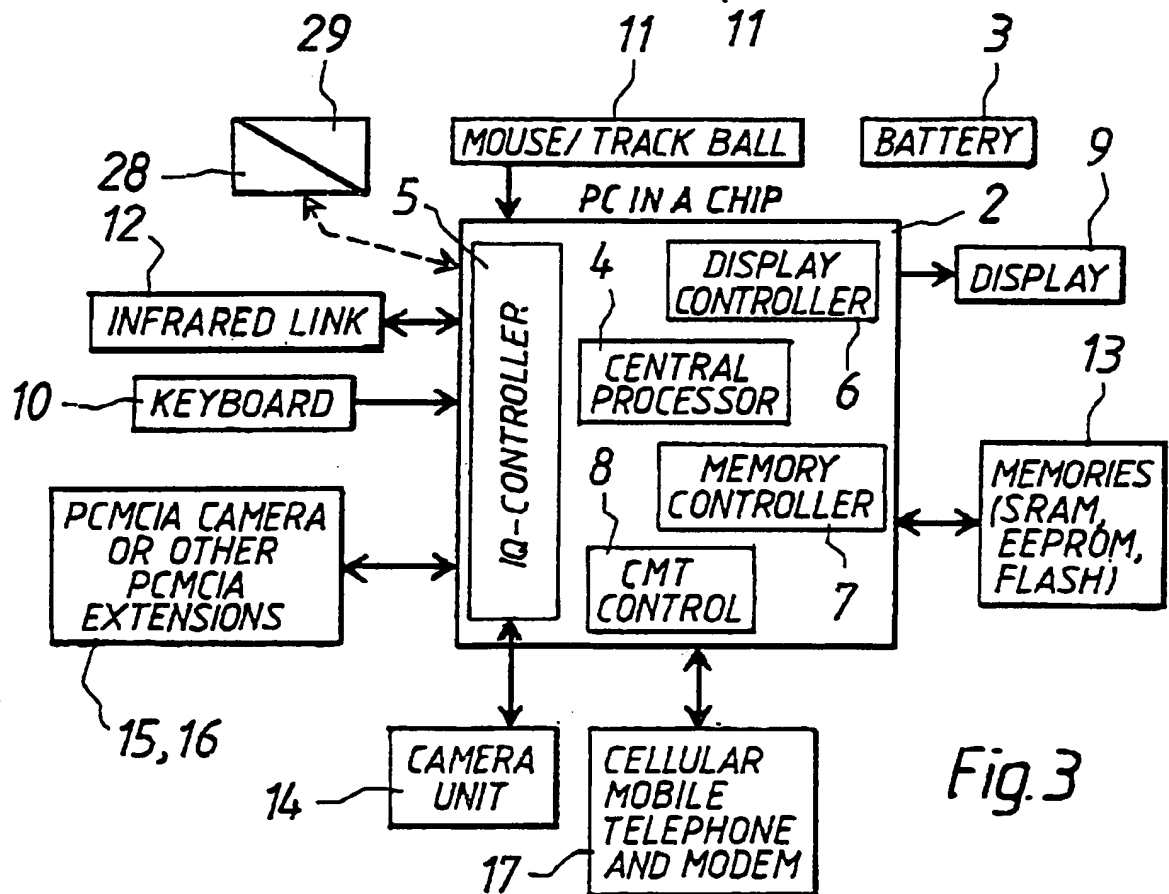 11
29
11
3
MOUSE/ TRACK BALL
BATTERY
28
9
5
PC IN A CHIP
2
12
4
DISPLAY
CONTROLLER
DISPLAY
INFRARED LINK
IQ-CONTROLLER
CENTRAL
PROCESSOR
6
13
10
KEYBOARD
8
MEMORY
CONTROLLER
MEMORIES
(SRAM,
EEPROM,
FLASH)
PCMCIA CAMERA
OR OTHER
PCMCIA
EXTENSIONS
CMT
CONTROL
7
15, 16
14
CAMERA
UNIT
CELLULAR
MOBILE
TELEPHONE
AND MODEM
17
Fig. 3